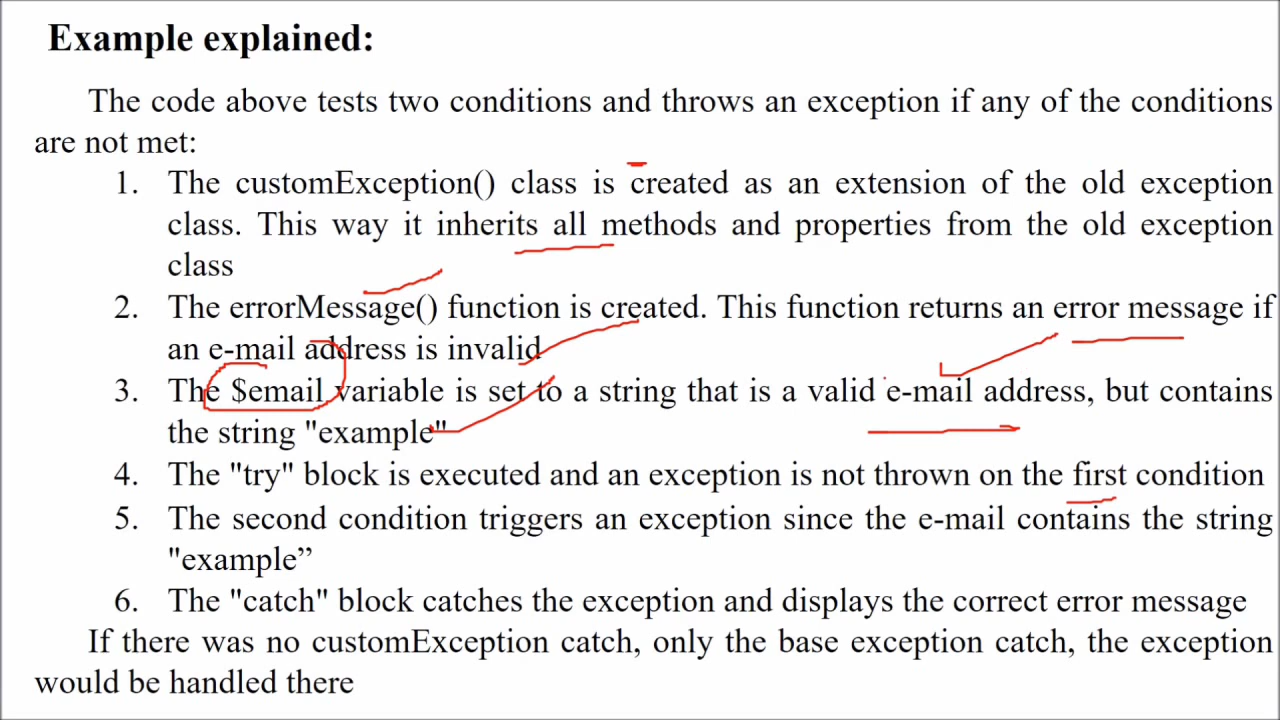 Example explained:
The code above tests two conditions and throws an exception if any of the conditions
are not met:
1. The customException() class is created as an extension of the old exception
class. This way it inherits all methods and properties from the old exception
class
2. The errorMessage() function is created. This function returns an error message if
an e-mail address is invalid
3. The $email variable is set to a string that is a valid e-mail address, but contains
the string "example"
4. The "try" block is executed and an exception is not thrown on the first condition
5. The second condition triggers an exception since the e-mail contains the string
"example”
6. The "catch" block catches the exception and displays the correct error message
If there was no customException catch, only the base exception catch, the exception
would be handled there